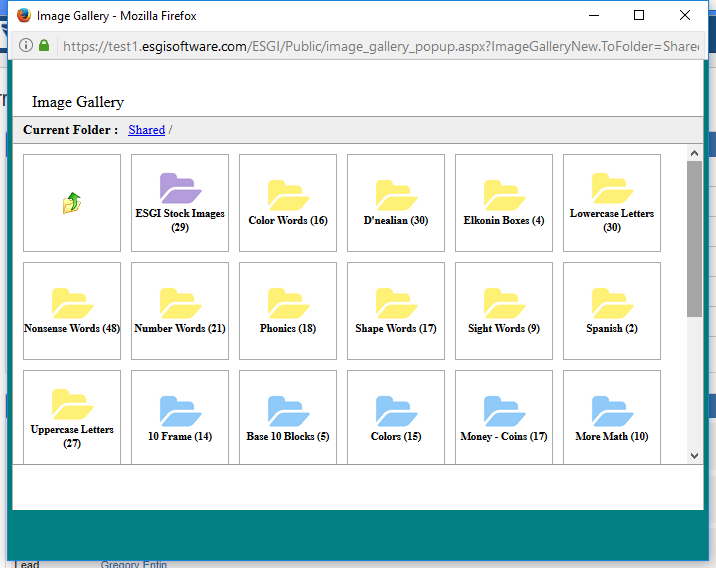 Image Gallery - Mozilla Firefox
https://test1.esgisoftware.com/ESGI/Public/image_gallery_popup.aspx?ImageGalleryNew.ToFolder=Shared
Image Gallery
Current Folder : Shared /
ESGI Stock Images
(29)
Color Words (16)
D'nealian (30)
Elkonin Boxes (4)
Lowercase Letters
(30)
Nonsense Words (48)
Number Words (21)
Phonics (18)
Shape Words (17)
Sight Words (9)
Spanish (2)
Uppercase Letters
(27)
10 Frame (14)
Base 10 Blocks (5)
Colors (15)
Money - Coins (17)
More Math (10)
Lead
Gregory Entin